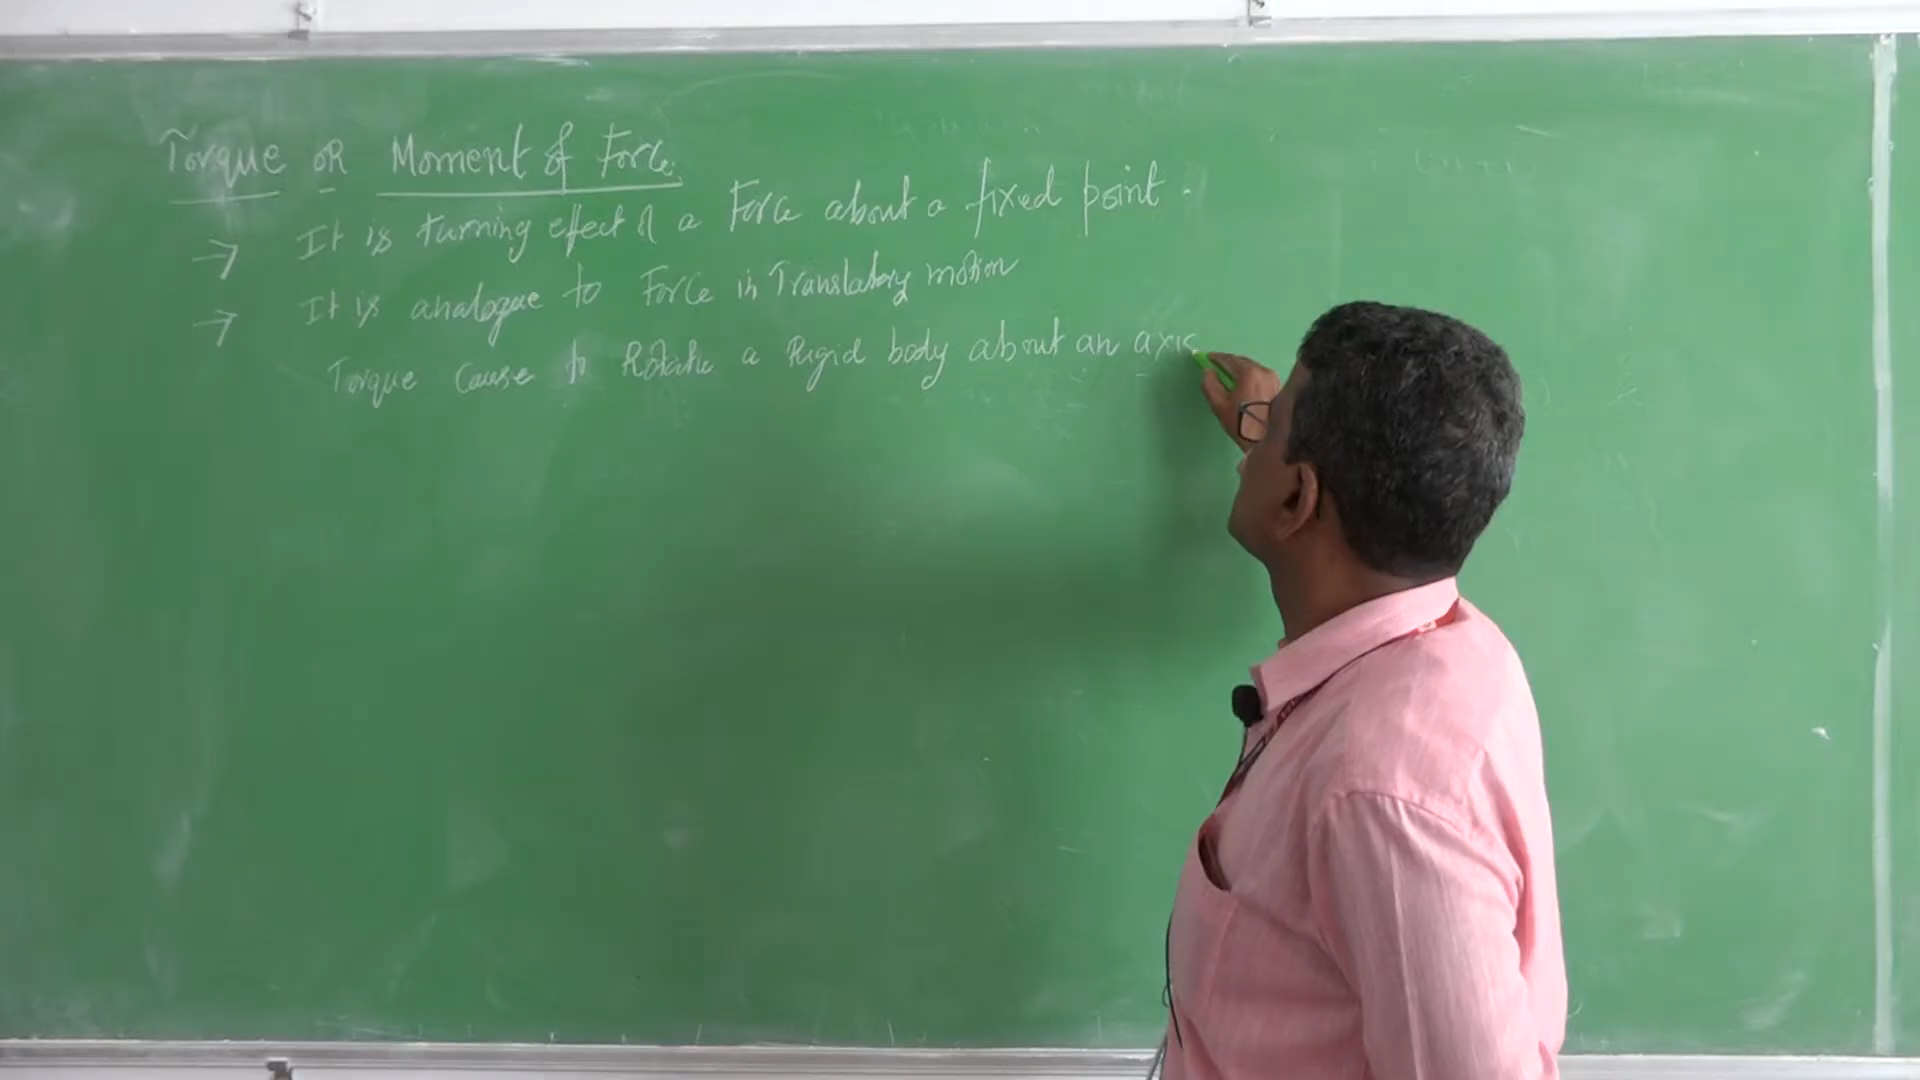 Torque OR Moment of Force.
→ It is turning effect of a Force about a fixed point.
→ It is analogue to Force in Translatory motion
Torque Cause to Rotate a Rigid body about an axis